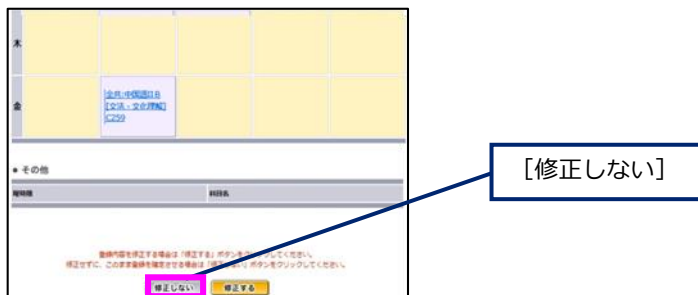 木
金
全共:中国語ⅡB
[文法・文化理解]
C259
● その他
曜時限 科目名
[修正しない]
登録内容を修正する場合は「修正する」ボタンをクリックしてください。
修正せずに、このまま登録を確定させる場合は「修正しない」ボタンをクリックしてください。
修正しない 修正する